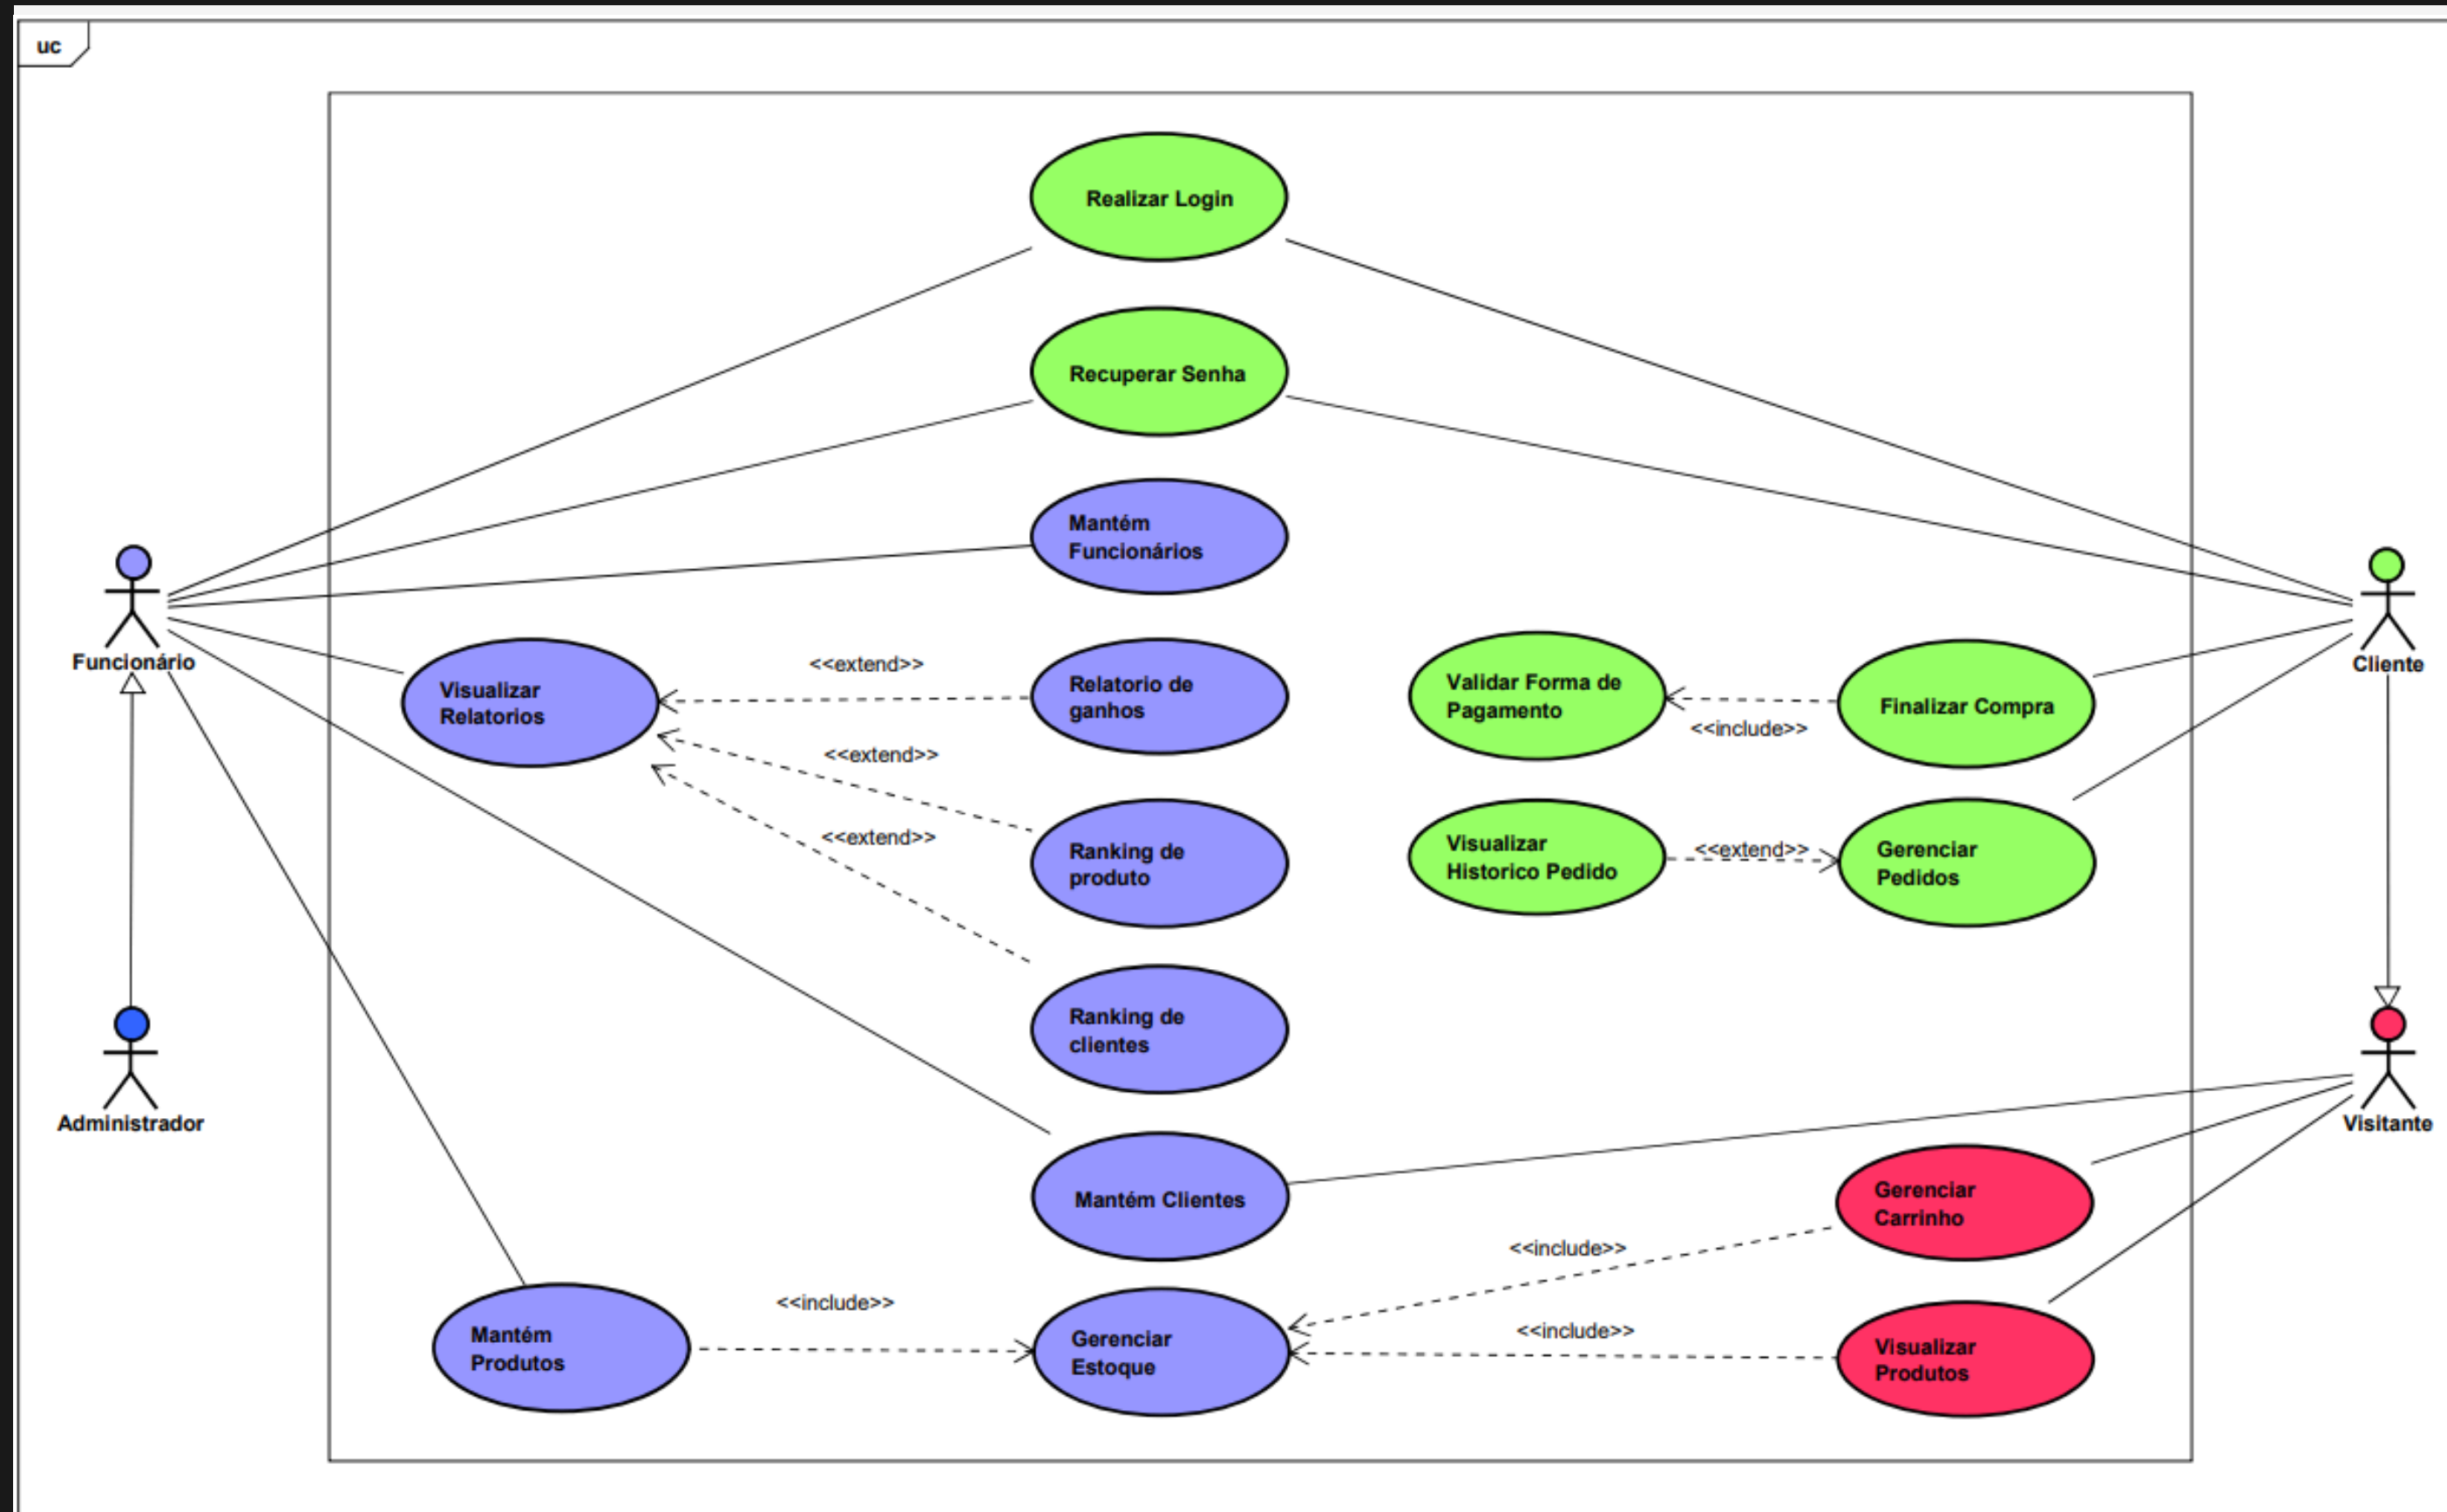 uc
Realizar Login
Recuperar Senha
Mantém
Funcionários
Funcionário
Cliente
Visualizar
Relatorios
<<extend>>
Relatorio de
ganhos
Validar Forma de
Pagamento
<<include>>
Finalizar Compra
<<extend>>
<<extend>>
Ranking de
produto
Visualizar
Historico Pedido
<<extend>>
Gerenciar
Pedidos
Ranking de
clientes
Administrador
Visitante
Mantém Clientes
Gerenciar
Carrinho
<<include>>
<<include>>
<<include>>
Mantém
Produtos
Gerenciar
Estoque
Visualizar
Produtos